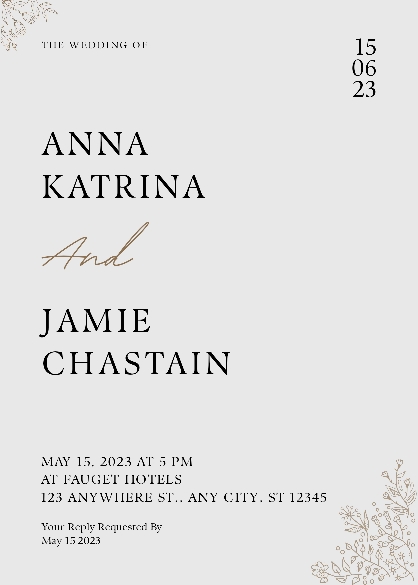 THE WEDDING OF
15
06
23
ANNA
KATRINA
And
JAMIE
CHASTAIN
MAY 15, 2023 AT 5 PM
AT FAUGET HOTELS
123 ANYWHERE ST., ANY CITY, ST 12345
Your Reply Requested By
May 15 2023